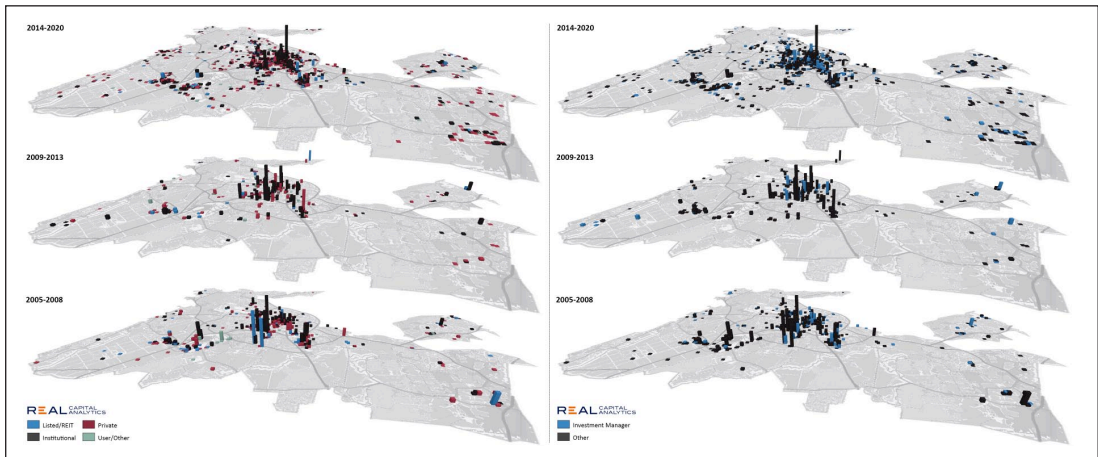 2014-2020
2009-2013
2005-2008
REAL CAPITAL ANALYTICS
Listed/REIT Private
Institutional User/Other
2014-2020
2009-2013
2005-2008
REAL CAPITAL ANALYTICS
Investment Manager
Other